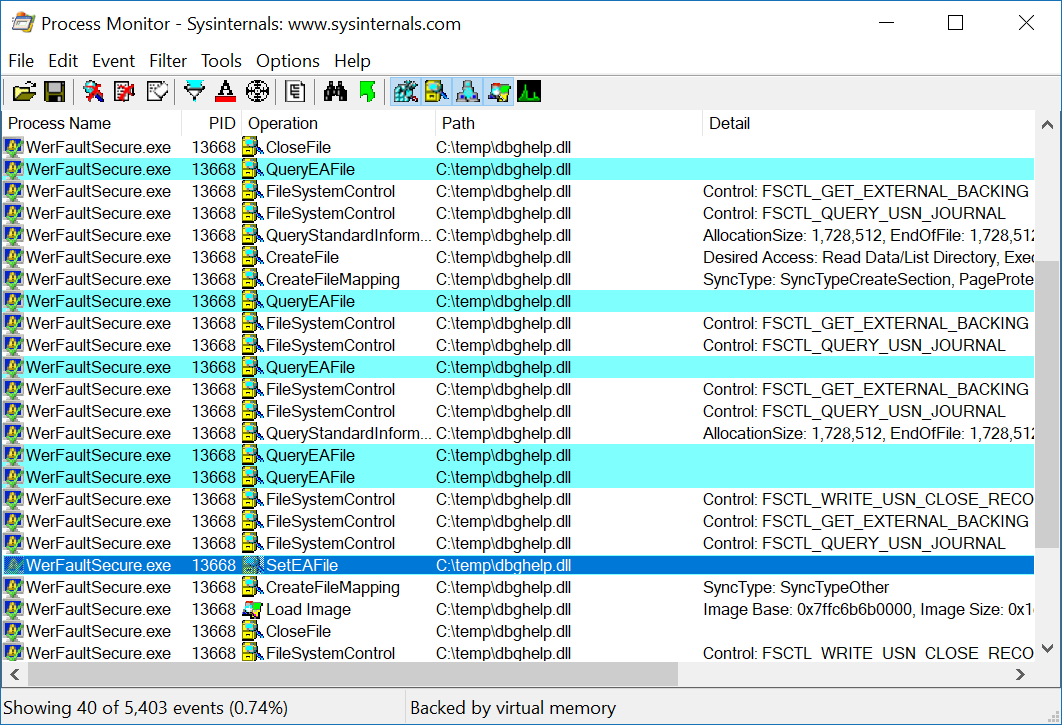 Process Monitor - Sysinternals: www.sysinternals.com
File Edit Event Filter Tools Options Help
Process Name PID Operation Path Detail
WerFaultSecure.exe 13668 CloseFile C:\temp\dbghelp.dll
WerFaultSecure.exe 13668 QueryEAFile C:\temp\dbghelp.dll
WerFaultSecure.exe 13668 FileSystemControl C:\temp\dbghelp.dll Control: FSCTL_GET_EXTERNAL_BACKING
WerFaultSecure.exe 13668 FileSystemControl C:\temp\dbghelp.dll Control: FSCTL_QUERY_USN_JOURNAL
WerFaultSecure.exe 13668 QueryStandardInform... C:\temp\dbghelp.dll AllocationSize: 1,728,512, EndOfFile: 1,728,512
WerFaultSecure.exe 13668 CreateFile C:\temp\dbghelp.dll Desired Access: Read Data/List Directory, Exec
WerFaultSecure.exe 13668 CreateFileMapping C:\temp\dbghelp.dll SyncType: SyncTypeCreateSection, PageProte
WerFaultSecure.exe 13668 QueryEAFile C:\temp\dbghelp.dll
WerFaultSecure.exe 13668 FileSystemControl C:\temp\dbghelp.dll Control: FSCTL_GET_EXTERNAL_BACKING
WerFaultSecure.exe 13668 FileSystemControl C:\temp\dbghelp.dll Control: FSCTL_QUERY_USN_JOURNAL
WerFaultSecure.exe 13668 QueryEAFile C:\temp\dbghelp.dll
WerFaultSecure.exe 13668 FileSystemControl C:\temp\dbghelp.dll Control: FSCTL_GET_EXTERNAL_BACKING
WerFaultSecure.exe 13668 FileSystemControl C:\temp\dbghelp.dll Control: FSCTL_QUERY_USN_JOURNAL
WerFaultSecure.exe 13668 QueryStandardInform... C:\temp\dbghelp.dll AllocationSize: 1,728,512, EndOfFile: 1,728,512
WerFaultSecure.exe 13668 QueryEAFile C:\temp\dbghelp.dll
WerFaultSecure.exe 13668 QueryEAFile C:\temp\dbghelp.dll
WerFaultSecure.exe 13668 FileSystemControl C:\temp\dbghelp.dll Control: FSCTL_WRITE_USN_CLOSE_RECO
WerFaultSecure.exe 13668 FileSystemControl C:\temp\dbghelp.dll Control: FSCTL_GET_EXTERNAL_BACKING
WerFaultSecure.exe 13668 FileSystemControl C:\temp\dbghelp.dll Control: FSCTL_QUERY_USN_JOURNAL
WerFaultSecure.exe 13668 SetEAFile C:\temp\dbghelp.dll
WerFaultSecure.exe 13668 CreateFileMapping C:\temp\dbghelp.dll SyncType: SyncTypeOther
WerFaultSecure.exe 13668 Load Image C:\temp\dbghelp.dll Image Base: 0x7ffc6b6b0000, Image Size: 0x1
WerFaultSecure.exe 13668 CloseFile C:\temp\dbghelp.dll
WerFaultSecure.exe 13668 FileSystemControl C:\temp\dbghelp.dll Control: FSCTL_WRITE_USN_CLOSE_RECO
Showing 40 of 5,403 events (0.74%) Backed by virtual memory